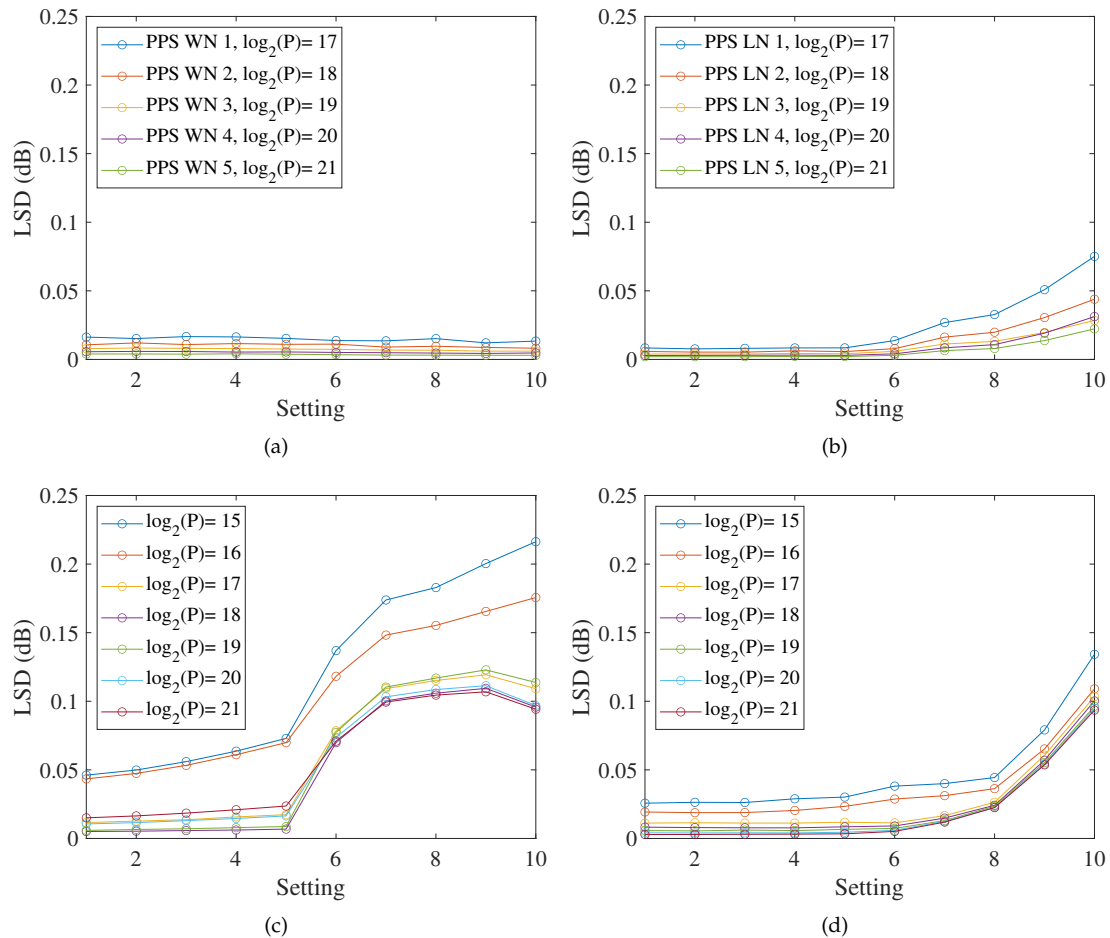 0.25
0.2
0.15
0.1
0.05
0
LSD (dB)
PPS WN 1, log2(P)= 17
PPS WN 2, log2(P)= 18
PPS WN 3, log2(P)= 19
PPS WN 4, log2(P)= 20
PPS WN 5, log2(P)= 21
2 4 6 8 10
Setting
(a)
0.25
0.2
0.15
0.1
0.05
0
LSD (dB)
PPS LN 1, log2(P)= 17
PPS LN 2, log2(P)= 18
PPS LN 3, log2(P)= 19
PPS LN 4, log2(P)= 20
PPS LN 5, log2(P)= 21
2 4 6 8 10
Setting
(b)
0.25
0.2
0.15
0.1
0.05
0
LSD (dB)
log2(P)= 15
log2(P)= 16
log2(P)= 17
log2(P)= 18
log2(P)= 19
log2(P)= 20
log2(P)= 21
2 4 6 8 10
Setting
(c)
0.25
0.2
0.15
0.1
0.05
0
LSD (dB)
log2(P)= 15
log2(P)= 16
log2(P)= 17
log2(P)= 18
log2(P)= 19
log2(P)= 20
log2(P)= 21
2 4 6 8 10
Setting
(d)